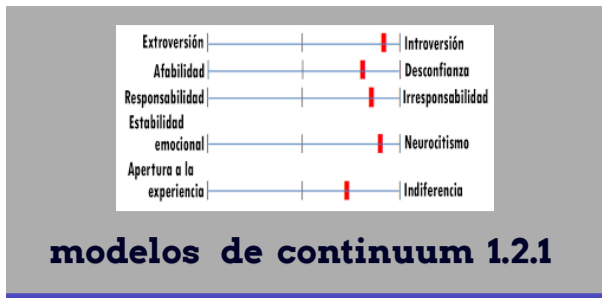 Extroversión Introversión
Afabilidad Desconfianza
Responsabilidad Irresponsabilidad
Estabilidad
emocional Neurocitismo
Apertura a la
experiencia Indiferencia
modelos de continuum 1.2.1